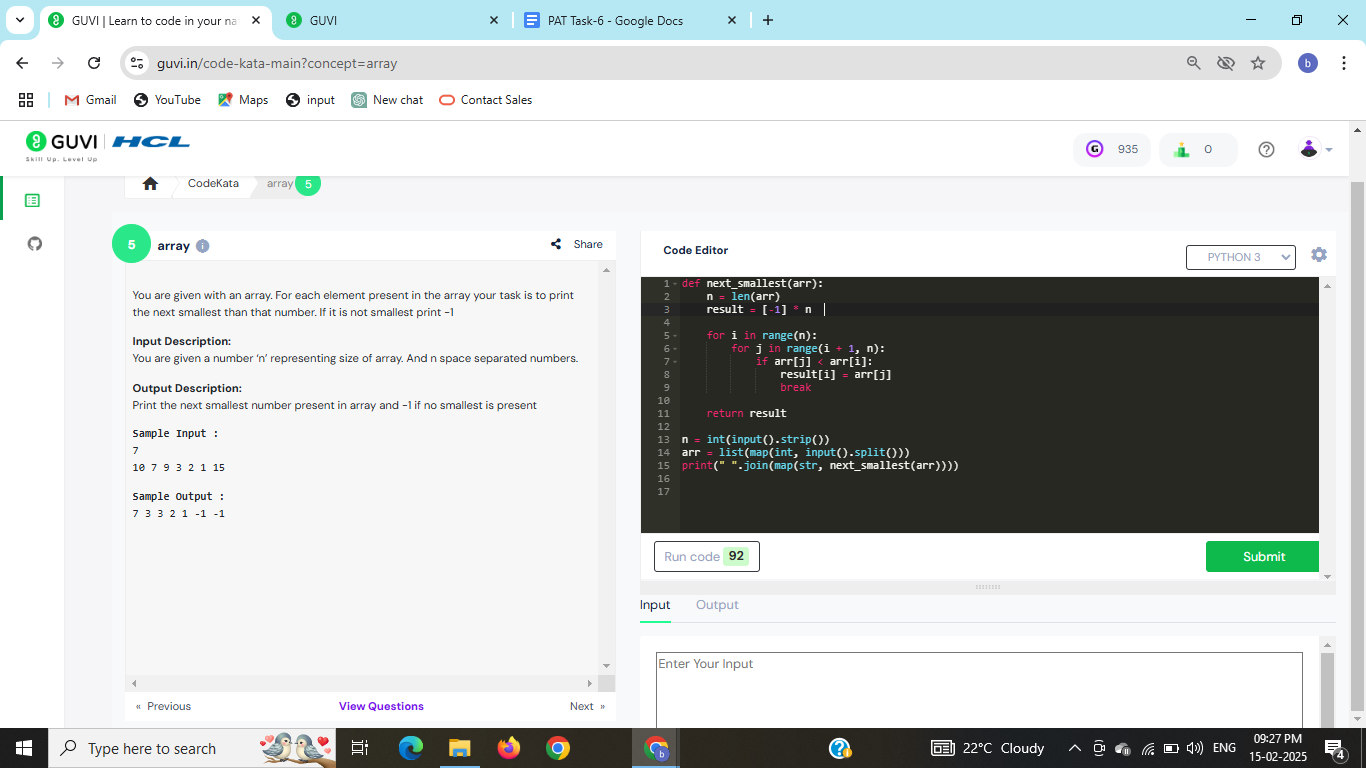 GUVI | Learn to code in your na
GUVI
PAT Task-6 - Google Docs
guvi.in/code-kata-main?concept=array
b
Gmail
YouTube
Maps
input
New chat
Contact Sales
GUVI HCL
Skill Up. Level Up
G 935
0
CodeKata
array 5
5 array
Share
You are given with an array. For each element present in the array your task is to print
the next smallest than that number. If it is not smallest print -1
Input Description:
You are given a number ‘n’ representing size of array. And n space separated numbers.
Output Description:
Print the next smallest number present in array and -1 if no smallest is present
Sample Input :
7
10 7 9 3 2 1 15
Sample Output :
7 3 3 2 1 -1 -1
« Previous
View Questions
Next »
Code Editor
PYTHON 3
1 def next_smallest(arr):
2 n = len(arr)
3 result = [-1] * n
4
5 for i in range(n):
6 for j in range(i + 1, n):
7 if arr[j] < arr[i]:
8 result[i] = arr[j]
9 break
10
11 return result
12
13 n = int(input().strip())
14 arr = list(map(int, input().split()))
15 print(" ".join(map(str, next_smallest(arr))))
16
17
Run code 92
Submit
Input
Output
Enter Your Input
Type here to search
b
22°C Cloudy
ENG
09:27 PM
15-02-2025
4